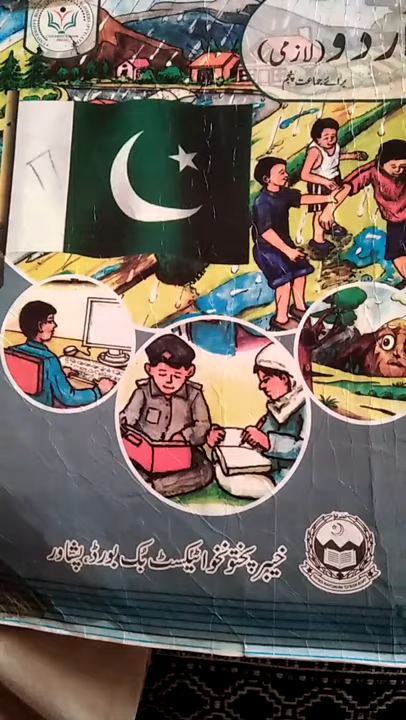 اردو (لازمی)
برائے جماعت پنجم
خیبر پختونخوا ٹیکسٹ بک بورڈ، پشاور